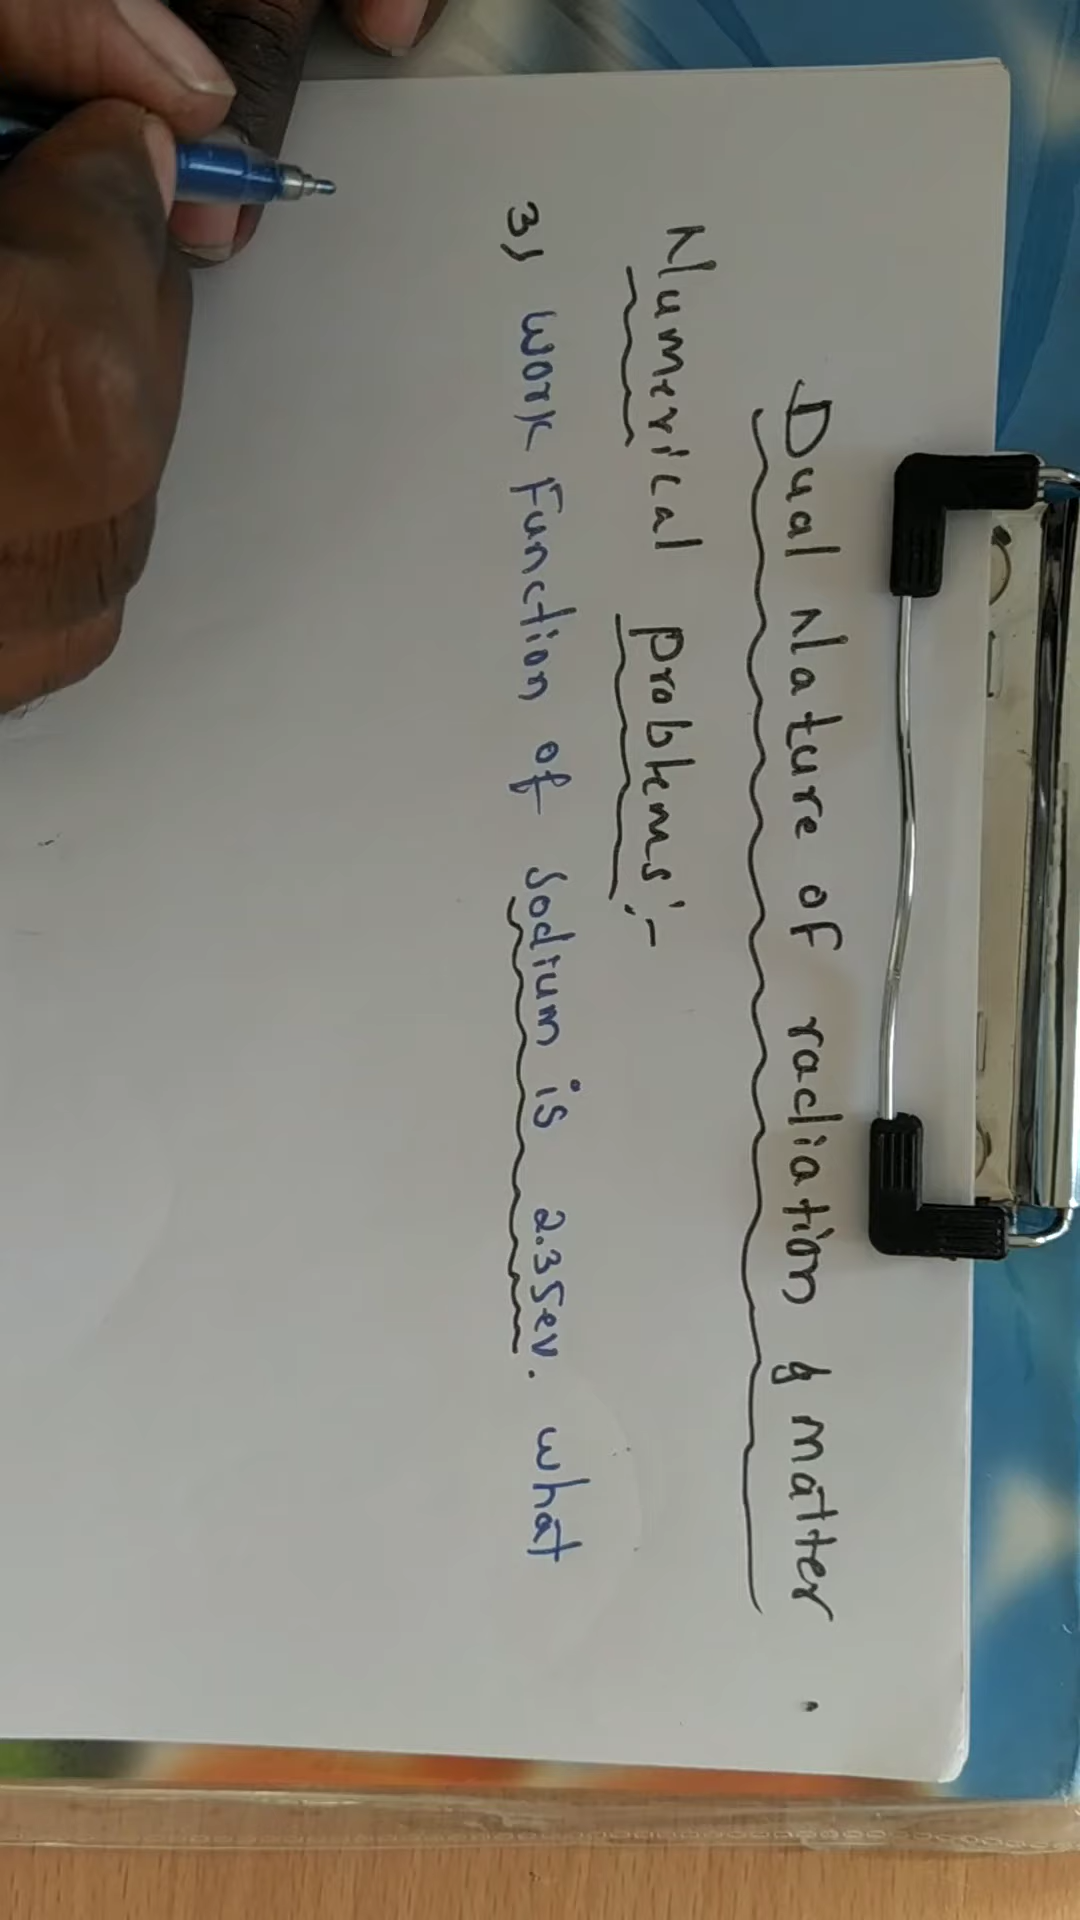 Dual Nature of radiation & matter.
Numerical problems:-
3) Work Function of Sodium is 2.35ev. what